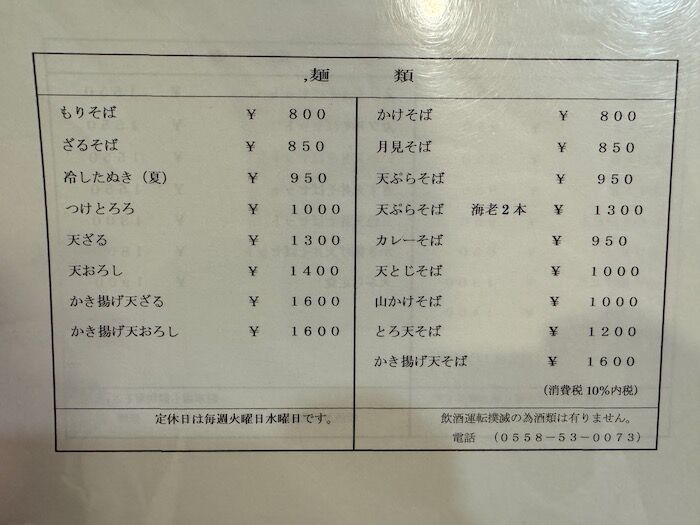 麺　類
もりそば ¥ 800
ざるそば ¥ 850
冷したぬき（夏） ¥ 950
つけとろろ ¥ 1000
天ざる ¥ 1300
天おろし ¥ 1400
かき揚げ天ざる ¥ 1600
かき揚げ天おろし ¥ 1600
定休日は毎週火曜日水曜日です。
かけそば ¥ 800
月見そば ¥ 850
天ぷらそば ¥ 950
天ぷらそば 海老2本 ¥ 1300
カレーそば ¥ 950
天とじそば ¥ 1000
山かけそば ¥ 1000
とろ天そば ¥ 1200
かき揚げ天そば ¥ 1600
（消費税10%内税）
飲酒運転撲滅の為酒類は有りません。
電話 （0558－53－0073）